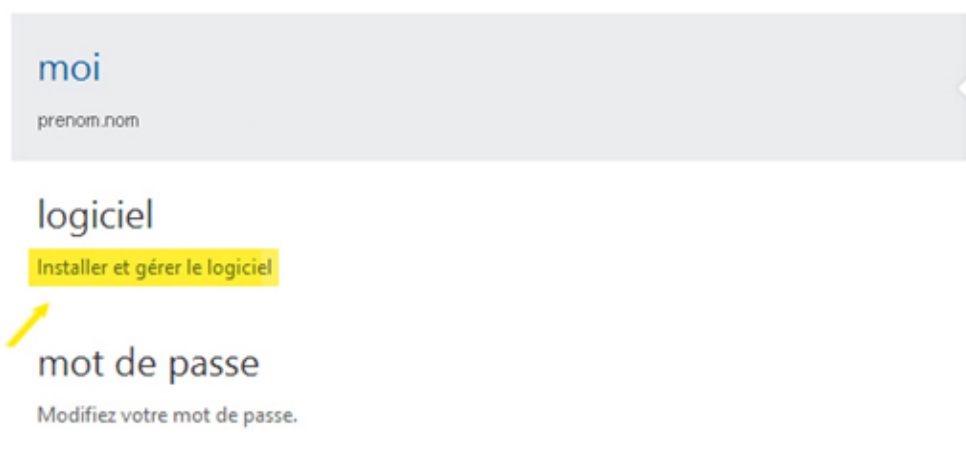 moi
prenom.nom
logiciel
Installer et gérer le logiciel
mot de passe
Modifiez votre mot de passe.